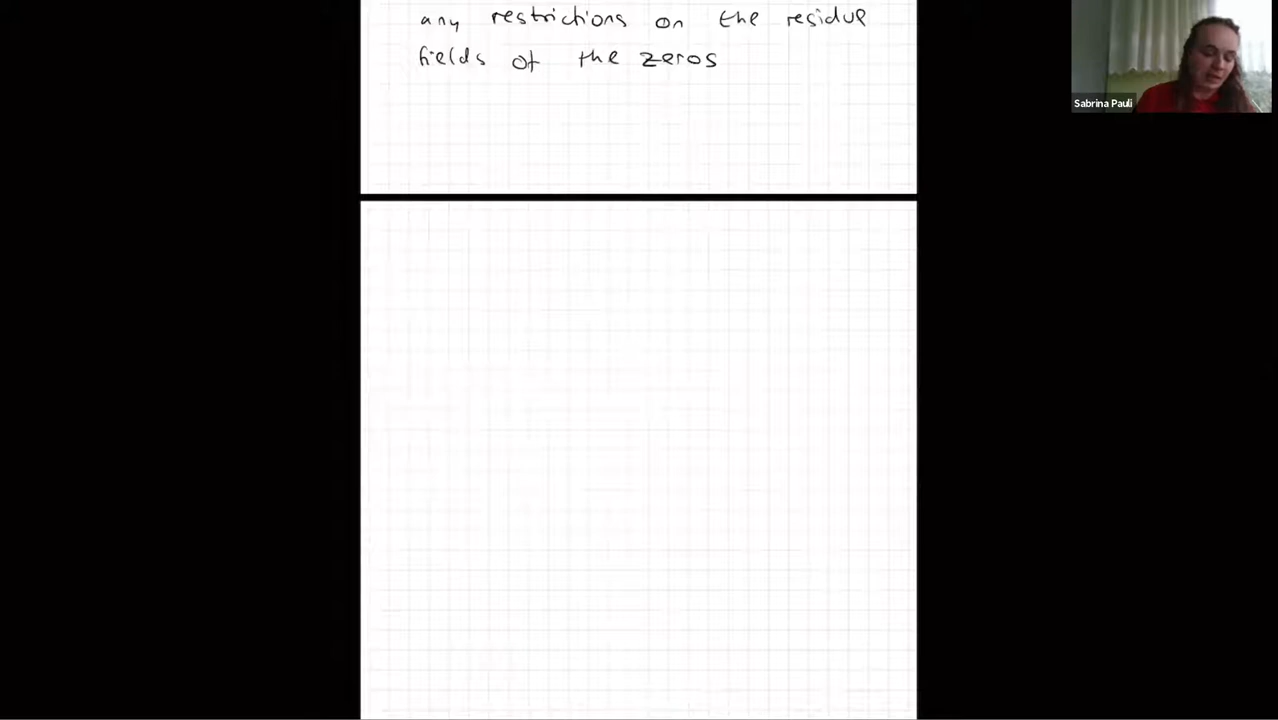 any restrictions on the residue
fields of the zeros
Sabrina Pauli